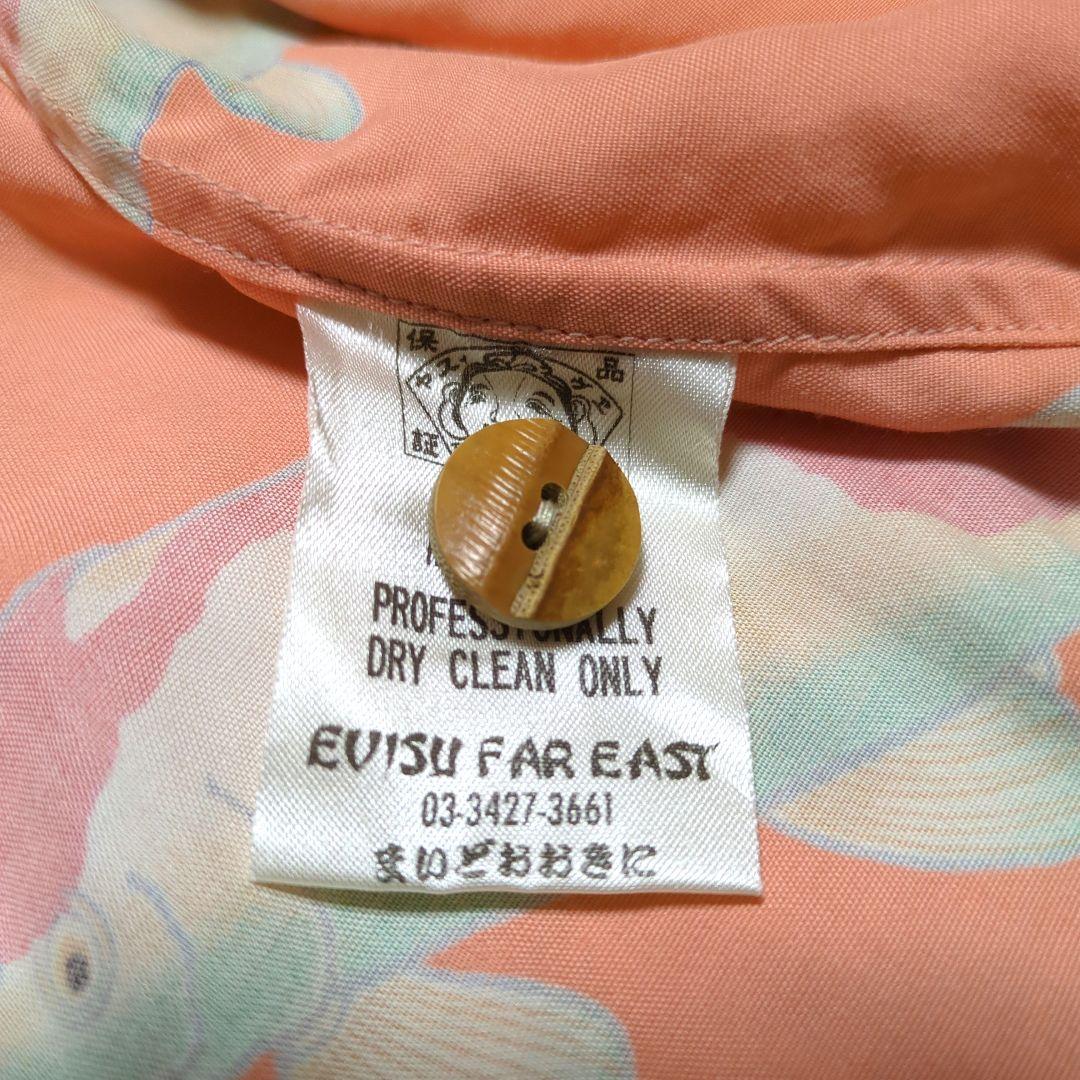 保 品
証
PROFESSIONALLY
DRY CLEAN ONLY
EVISU FAR EAST
03-3427-3661
まいどおおきに